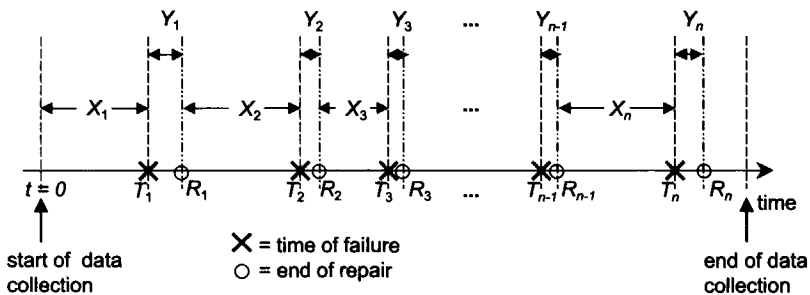 Y₁ Y₂ Y₃ ... Yₙ₋₁ Yₙ
X₁ X₂ X₃ ... Xₙ
t = 0 T₁ R₁ T₂ R₂ T₃ R₃ ... Tₙ₋₁ Rₙ₋₁ Tₙ Rₙ time
X = time of failure
O = end of repair
start of data
collection
end of data
collection